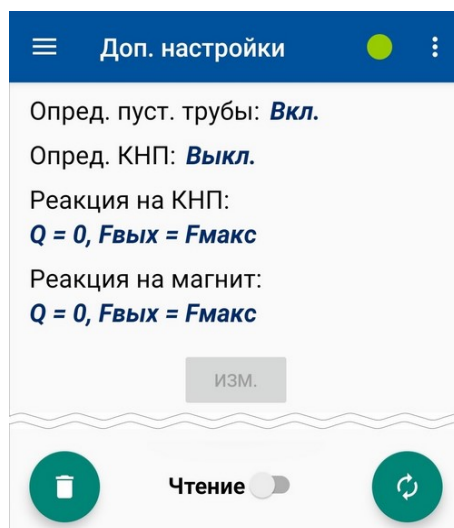 Доп. настройки
Опред. пуст. трубы: Вкл.
Опред. КНП: Выкл.
Реакция на КНП:
Q = 0, Fвых = Fмакс
Реакция на магнит:
Q = 0, Fвых = Fмакс
изм.
Чтение